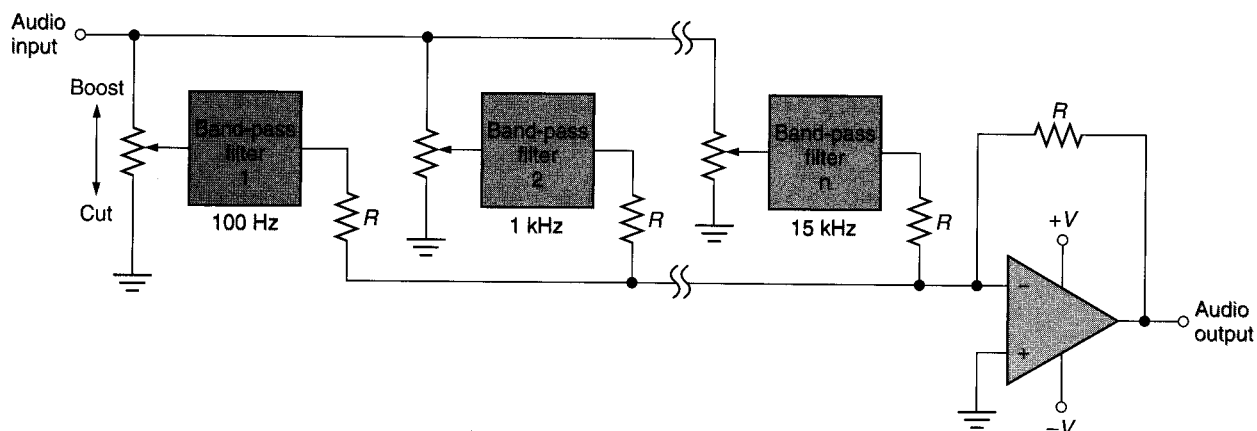 Audio
input
Boost
Cut
Band-pass
filter
1
100 Hz
R
Band-pass
filter
2
1 kHz
R
Band-pass
filter
n
15 kHz
R
R
+V
−
+
−V
Audio
output